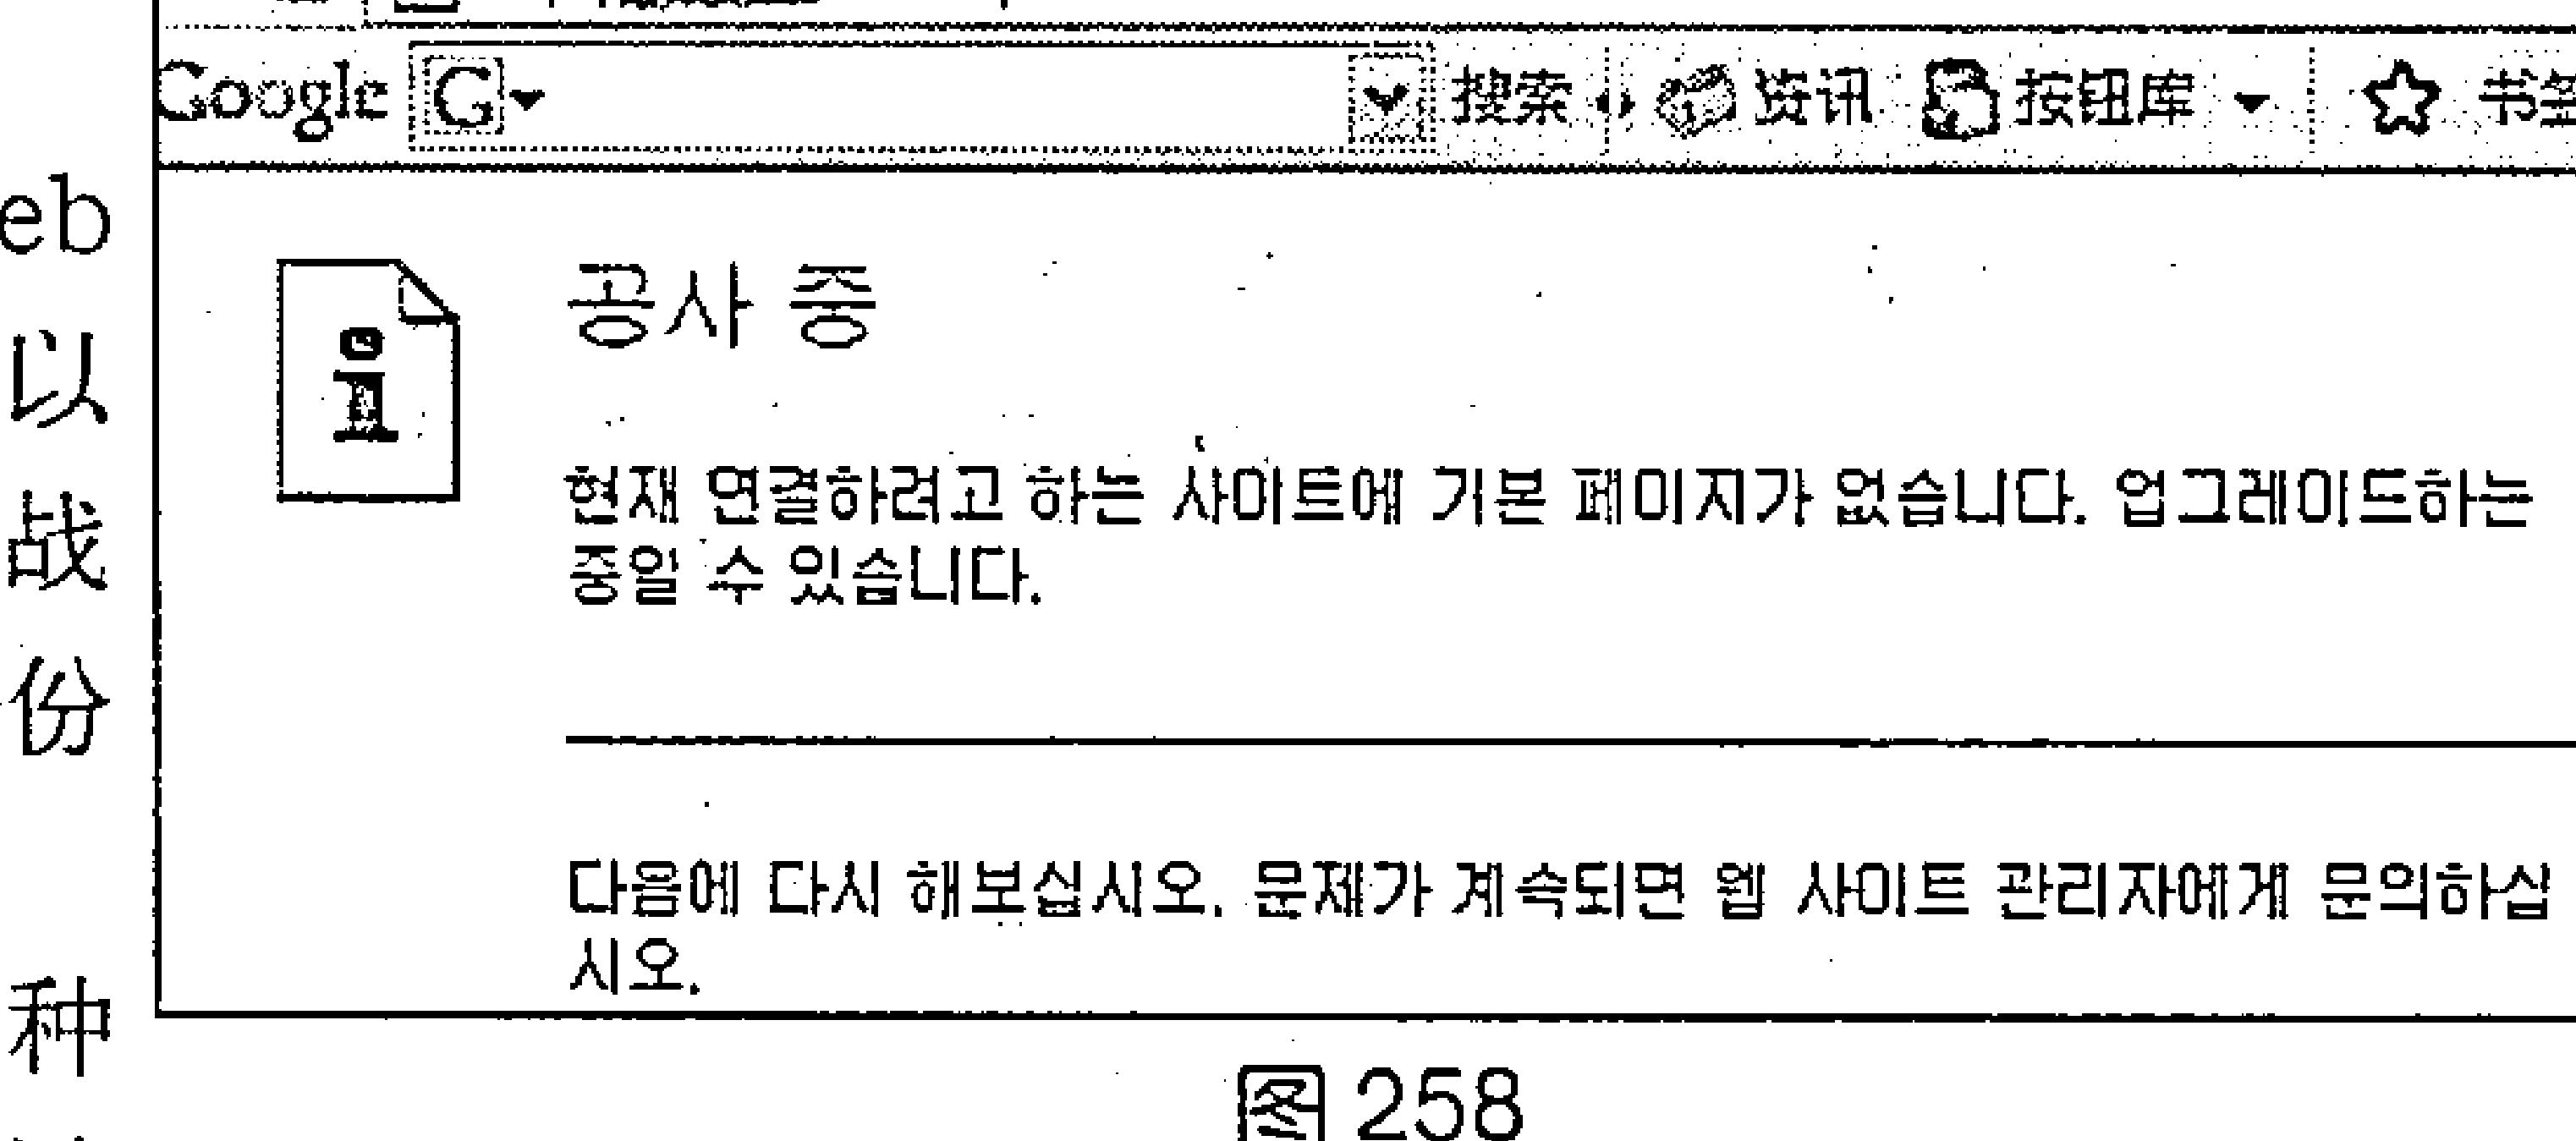 Google G 搜索 资讯 按钮库 书签
eb
공사 중
以
현재 연결하려고 하는 사이트에 기본 페이지가 없습니다. 업그레이드하는
战
중일 수 있습니다.
份
다음에 다시 해보십시오. 문제가 계속되면 웹 사이트 관리자에게 문의하십
시오.
种
图 258